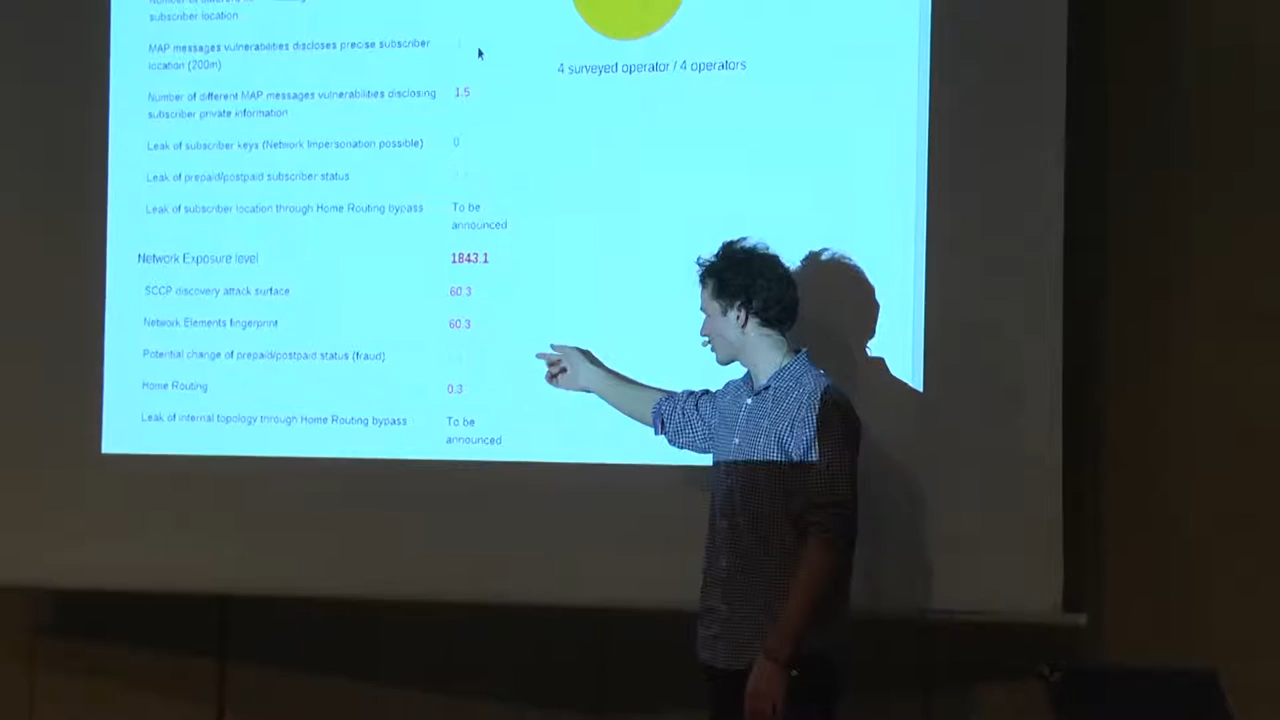 subscriber location
MAP messages vulnerabilities discloses precise subscriber
location (200m)
4 surveyed operator / 4 operators
Number of different MAP messages vulnerabilities disclosing
1.5
subscriber private information
Leak of subscriber keys (Network Impersonation possible)
0
Leak of prepaid/postpaid subscriber status
Leak of subscriber location through Home Routing bypass
To be
announced
Network Exposure level
1843.1
SCCP discovery attack surface
60.3
Network Elements fingerprint
60.3
Potential change of prepaid/postpaid status (fraud)
Home Routing
0.3
Leak of internal topology through Home Routing bypass
To be
announced